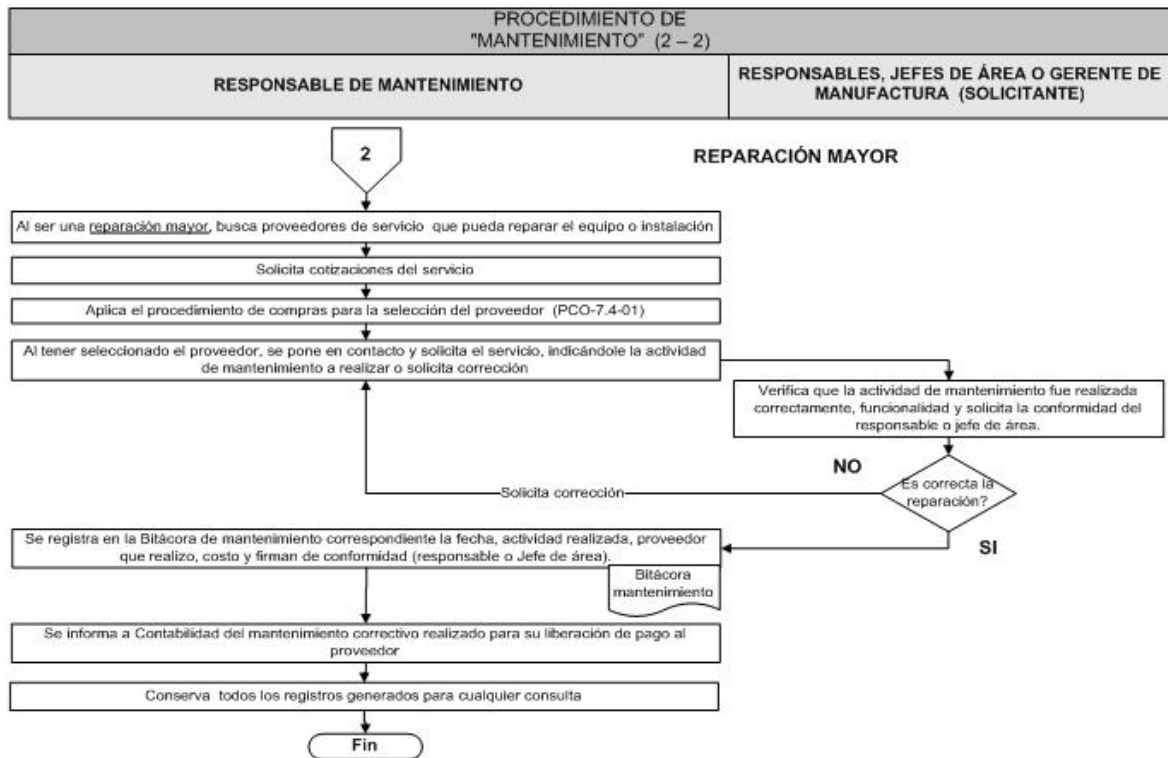 PROCEDIMIENTO DE
"MANTENIMIENTO" (2 – 2)
RESPONSABLE DE MANTENIMIENTO
RESPONSABLES, JEFES DE ÁREA O GERENTE DE
MANUFACTURA (SOLICITANTE)
2
REPARACIÓN MAYOR
Al ser una reparación mayor, busca proveedores de servicio que pueda reparar el equipo o instalación
Solicita cotizaciones del servicio
Aplica el procedimiento de compras para la selección del proveedor (PCO-7.4-01)
Al tener seleccionado el proveedor, se pone en contacto y solicita el servicio, indicándole la actividad
de mantenimiento a realizar o solicita corrección
Verifica que la actividad de mantenimiento fue realizada
correctamente, funcionalidad y solicita la conformidad del
responsable o jefe de área.
NO
Es correcta la
reparación?
Solicita corrección
SI
Se registra en la Bitácora de mantenimiento correspondiente la fecha, actividad realizada, proveedor
que realizo, costo y firman de conformidad (responsable o Jefe de área).
Bitácora
mantenimiento
Se informa a Contabilidad del mantenimiento correctivo realizado para su liberación de pago al
proveedor
Conserva todos los registros generados para cualquier consulta
Fin